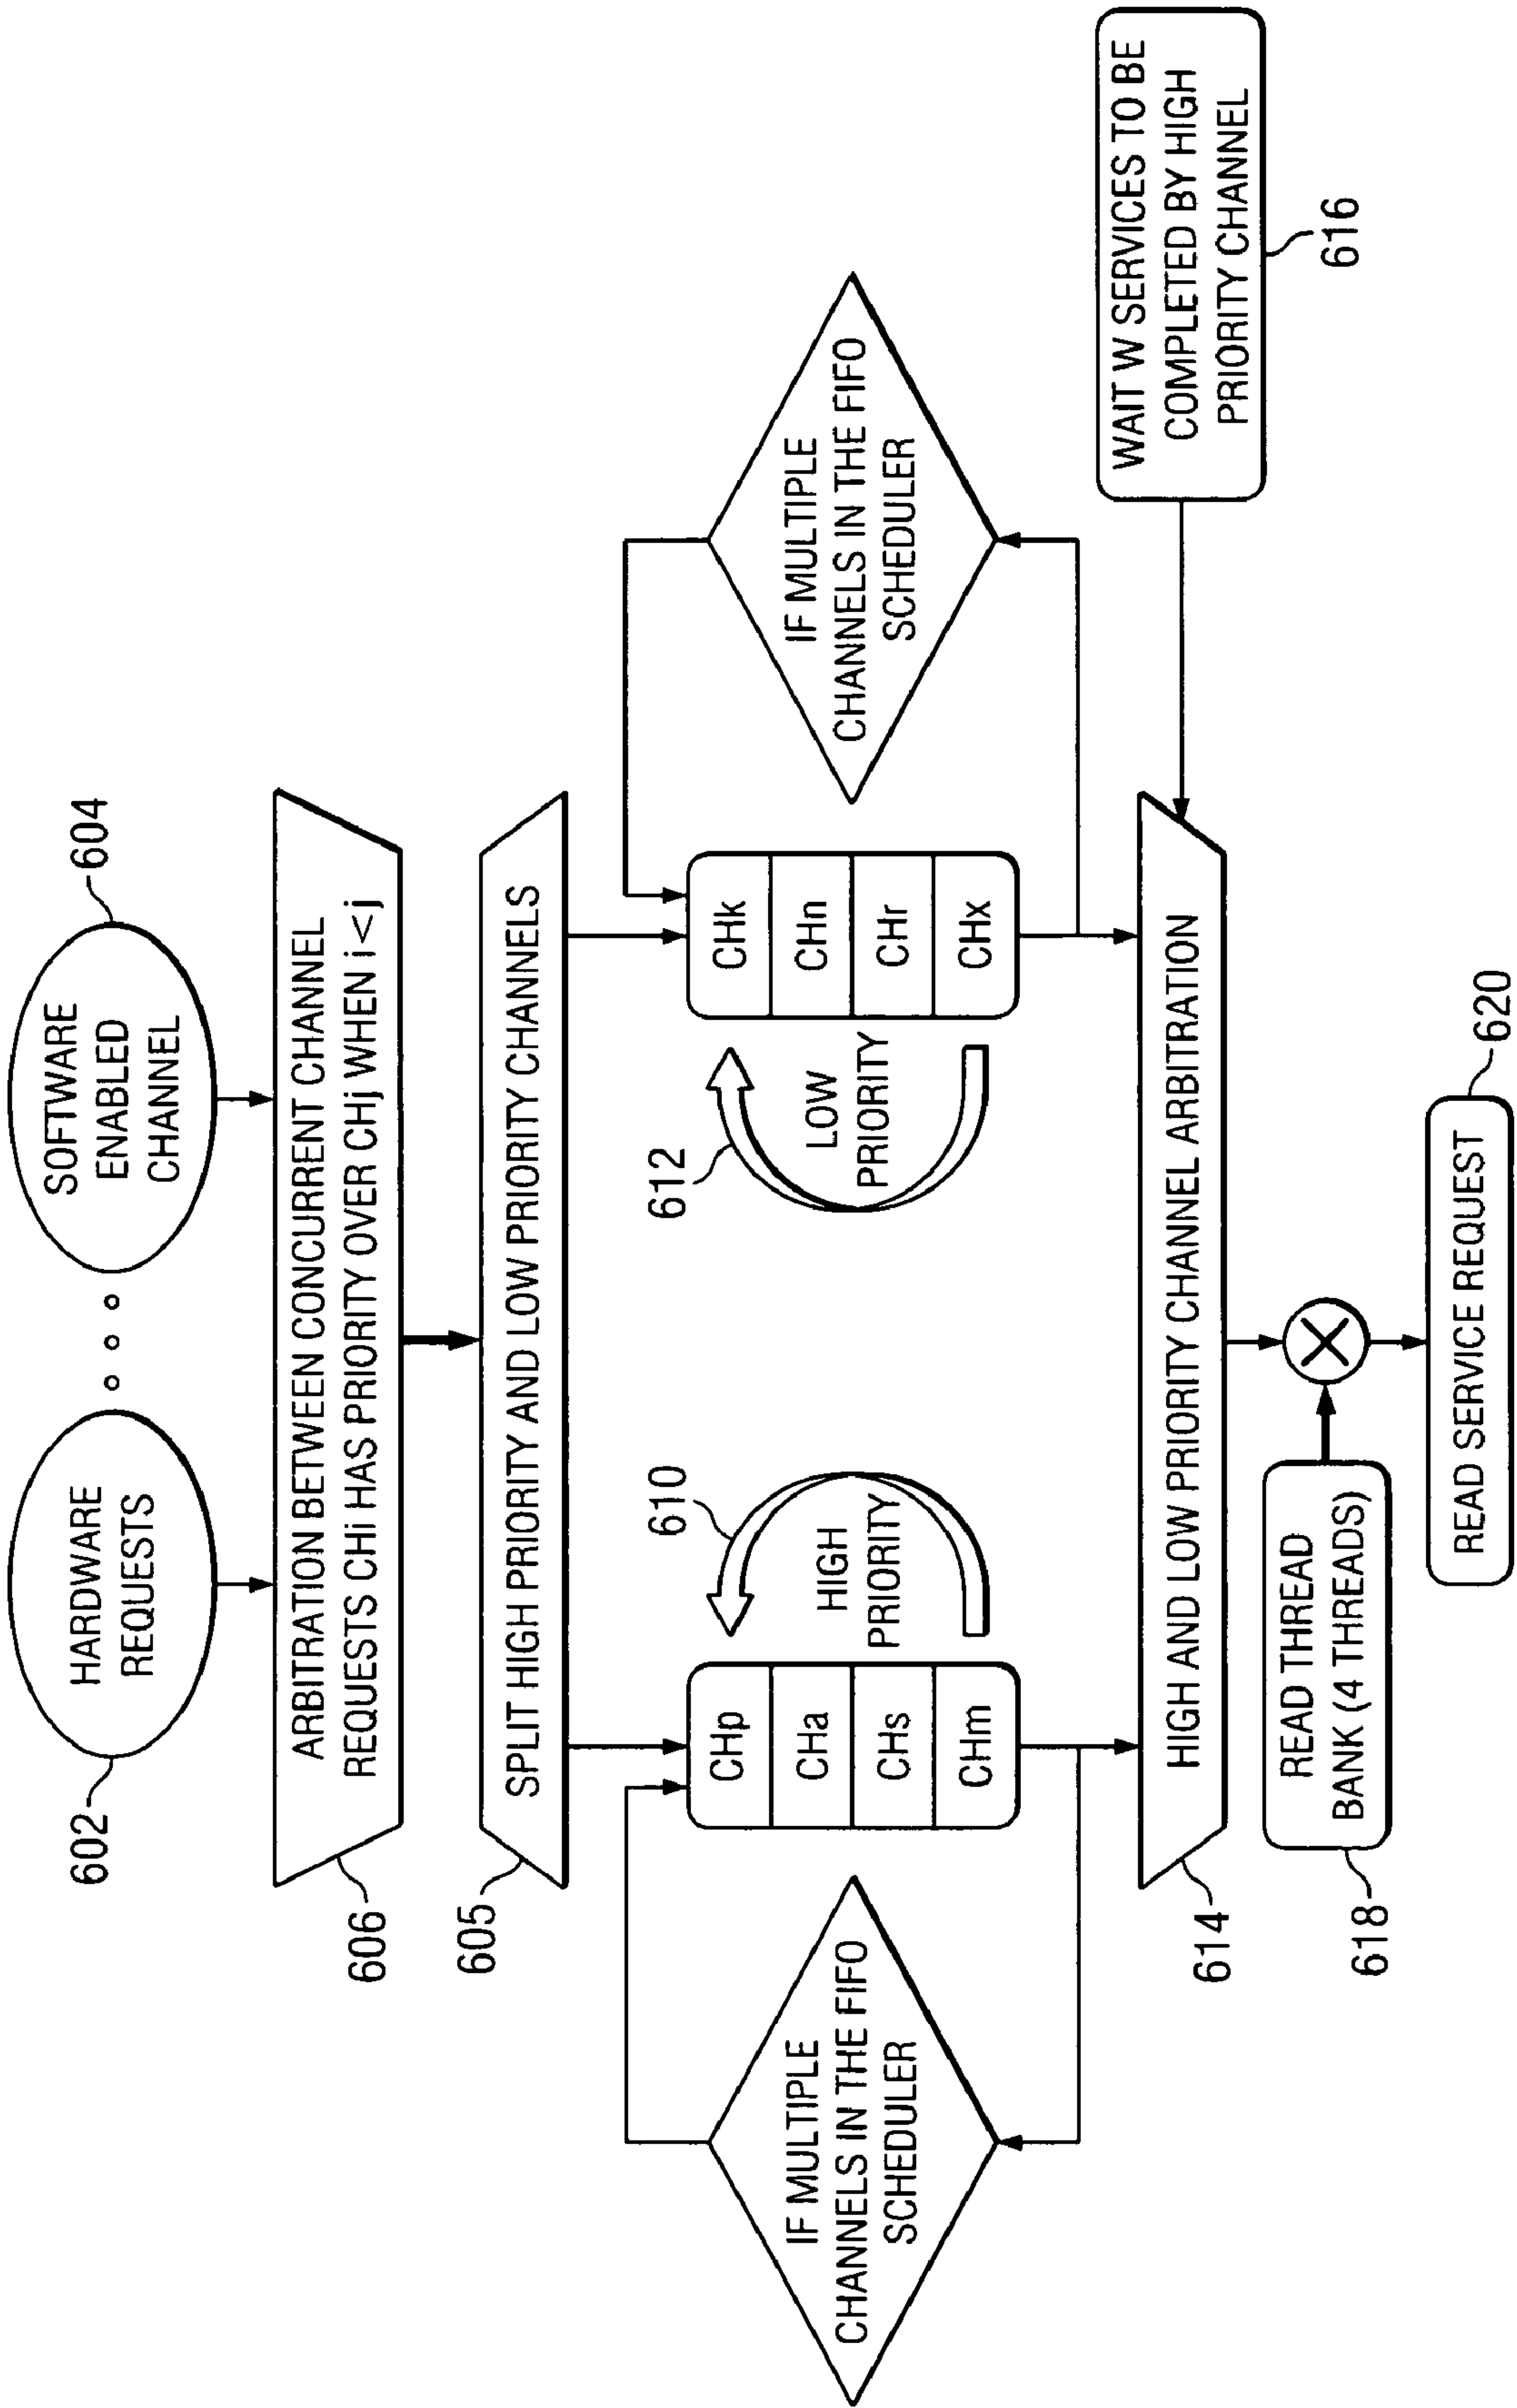 602
HARDWARE
REQUESTS
SOFTWARE
ENABLED
CHANNEL
604
606
ARBITRATION BETWEEN CONCURRENT CHANNEL
REQUESTS CHi HAS PRIORITY OVER CHj WHEN i<j
605
SPLIT HIGH PRIORITY AND LOW PRIORITY CHANNELS
IF MULTIPLE
CHANNELS IN THE FIFO
SCHEDULER
CHp
CHa
CHs
CHm
610
HIGH
PRIORITY
612
LOW
PRIORITY
CHk
CHn
CHr
CHx
IF MULTIPLE
CHANNELS IN THE FIFO
SCHEDULER
614
HIGH AND LOW PRIORITY CHANNEL ARBITRATION
WAIT W SERVICES TO BE
COMPLETED BY HIGH
PRIORITY CHANNEL
616
618
READ THREAD
BANK (4 THREADS)
READ SERVICE REQUEST
620